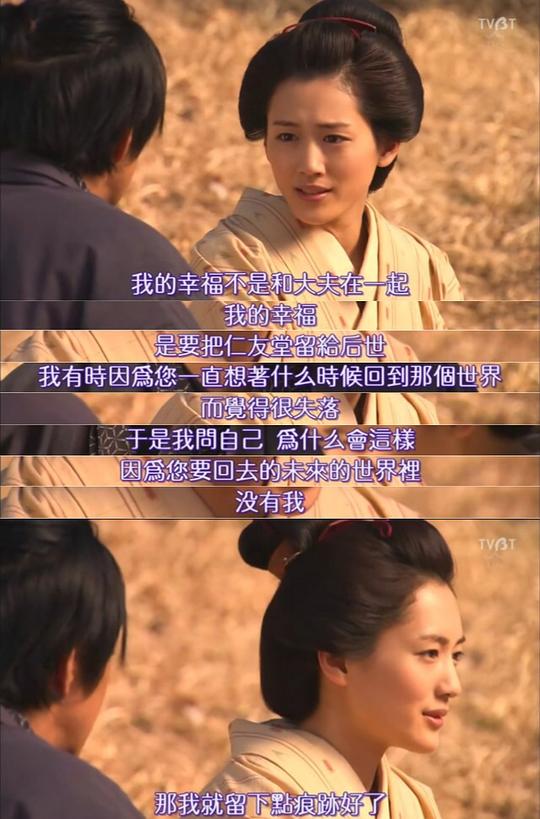 TVBT
我的幸福不是和大夫在一起
我的幸福
是要把仁友堂留給后世
我有時因爲您一直想著什么時候回到那個世界
而覺得很失落
于是我問自己 爲什么會這樣
因爲您要回去的未來的世界裡
没有我
TVBT
那我就留下點痕跡好了